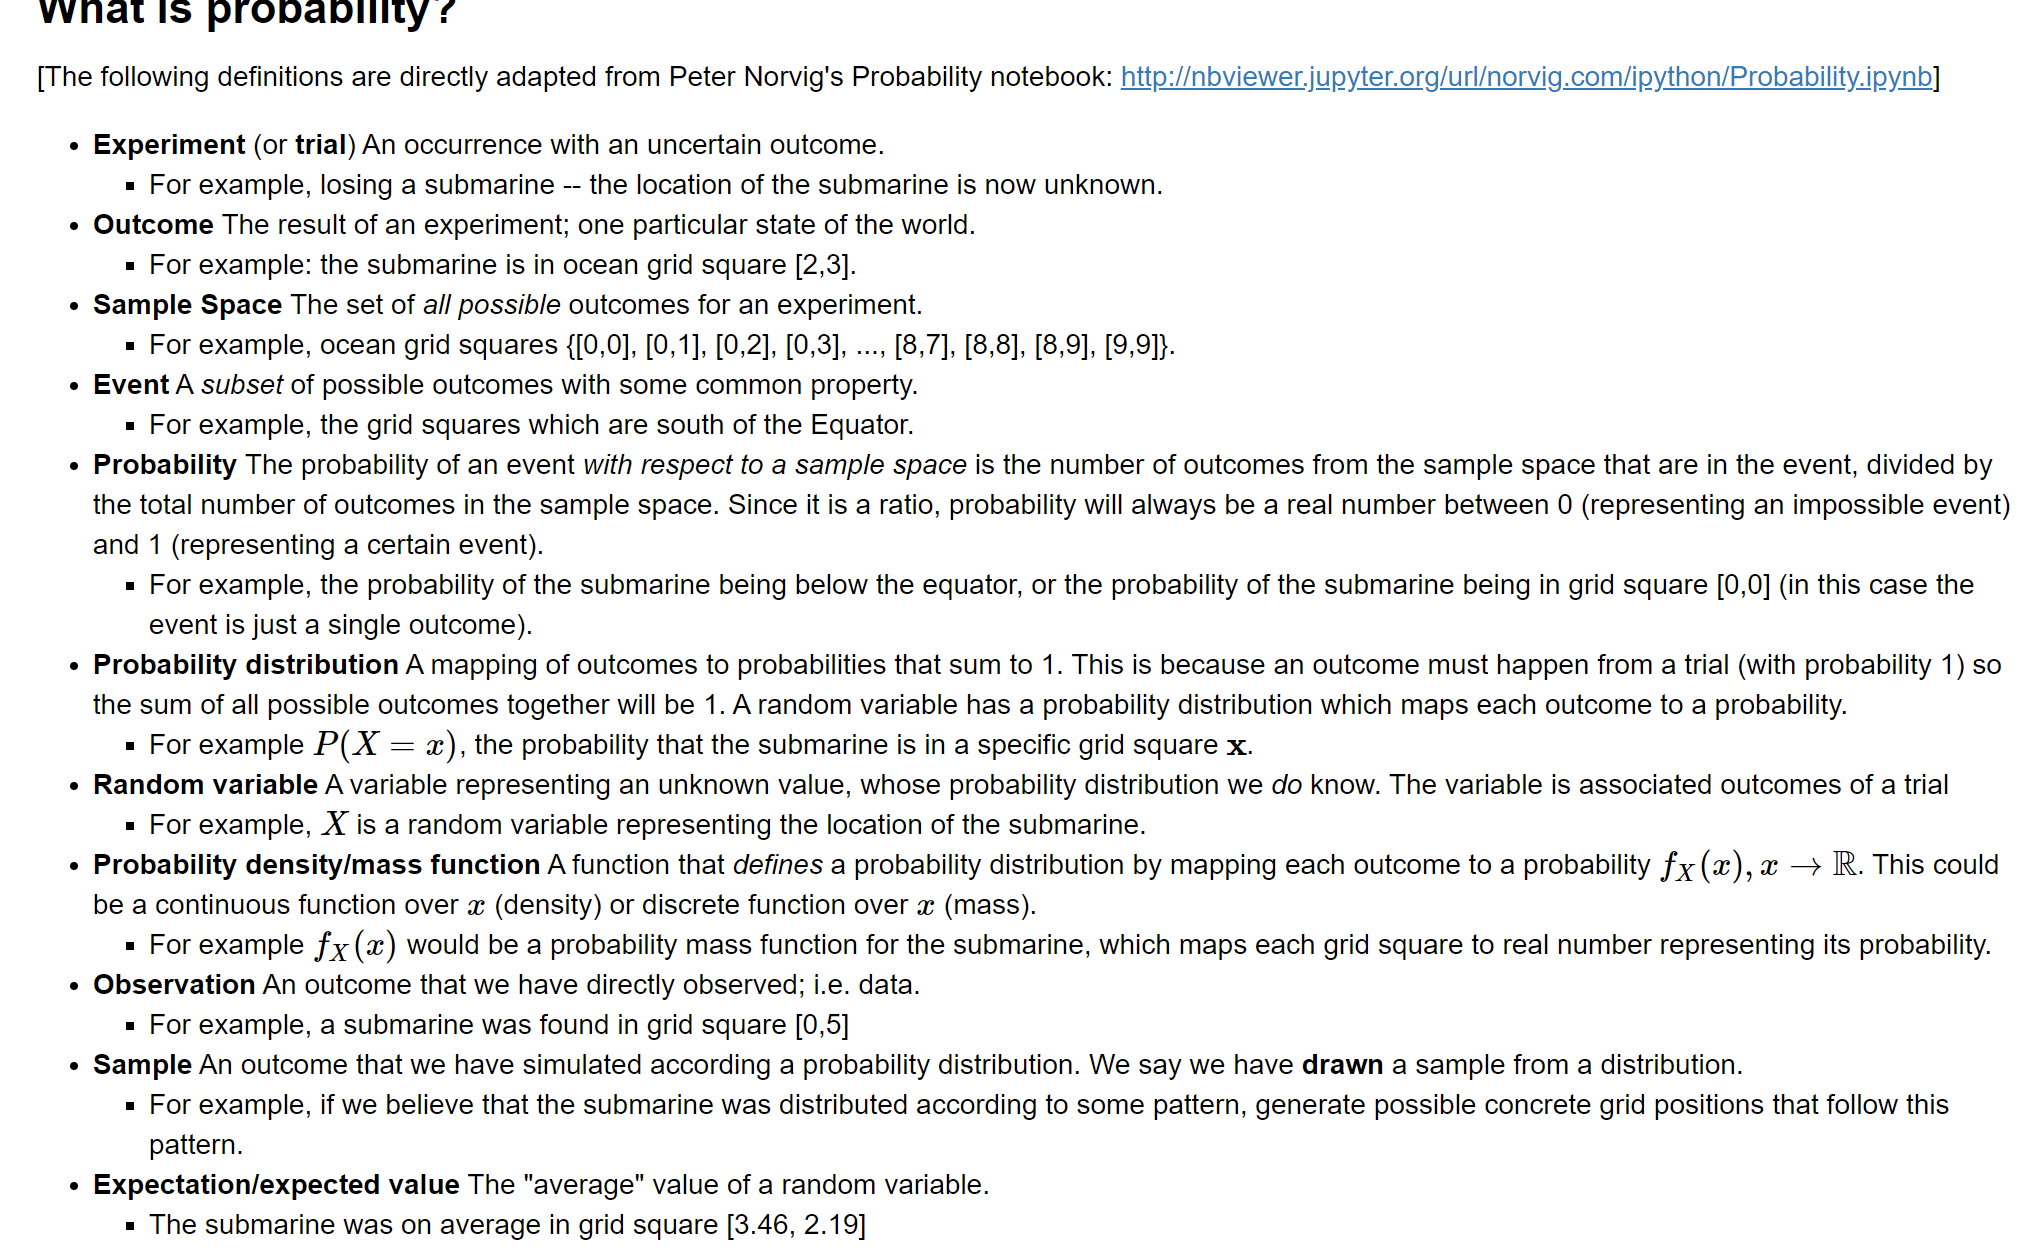 What is probability?
[The following definitions are directly adapted from Peter Norvig's Probability notebook: http://nbviewer.jupyter.org/url/norvig.com/ipython/Probability.ipynb]
• Experiment (or trial) An occurrence with an uncertain outcome.
▪ For example, losing a submarine -- the location of the submarine is now unknown.
• Outcome The result of an experiment; one particular state of the world.
▪ For example: the submarine is in ocean grid square [2,3].
• Sample Space The set of all possible outcomes for an experiment.
▪ For example, ocean grid squares {[0,0], [0,1], [0,2], [0,3], ..., [8,7], [8,8], [8,9], [9,9]}.
• Event A subset of possible outcomes with some common property.
▪ For example, the grid squares which are south of the Equator.
• Probability The probability of an event with respect to a sample space is the number of outcomes from the sample space that are in the event, divided by
the total number of outcomes in the sample space. Since it is a ratio, probability will always be a real number between 0 (representing an impossible event)
and 1 (representing a certain event).
▪ For example, the probability of the submarine being below the equator, or the probability of the submarine being in grid square [0,0] (in this case the
event is just a single outcome).
• Probability distribution A mapping of outcomes to probabilities that sum to 1. This is because an outcome must happen from a trial (with probability 1) so
the sum of all possible outcomes together will be 1. A random variable has a probability distribution which maps each outcome to a probability.
▪ For example P(X = x), the probability that the submarine is in a specific grid square x.
• Random variable A variable representing an unknown value, whose probability distribution we do know. The variable is associated outcomes of a trial
▪ For example, X is a random variable representing the location of the submarine.
• Probability density/mass function A function that defines a probability distribution by mapping each outcome to a probability f_X(x), x → ℝ. This could
be a continuous function over x (density) or discrete function over x (mass).
▪ For example f_X(x) would be a probability mass function for the submarine, which maps each grid square to real number representing its probability.
• Observation An outcome that we have directly observed; i.e. data.
▪ For example, a submarine was found in grid square [0,5]
• Sample An outcome that we have simulated according a probability distribution. We say we have drawn a sample from a distribution.
▪ For example, if we believe that the submarine was distributed according to some pattern, generate possible concrete grid positions that follow this
pattern.
• Expectation/expected value The "average" value of a random variable.
▪ The submarine was on average in grid square [3.46, 2.19]